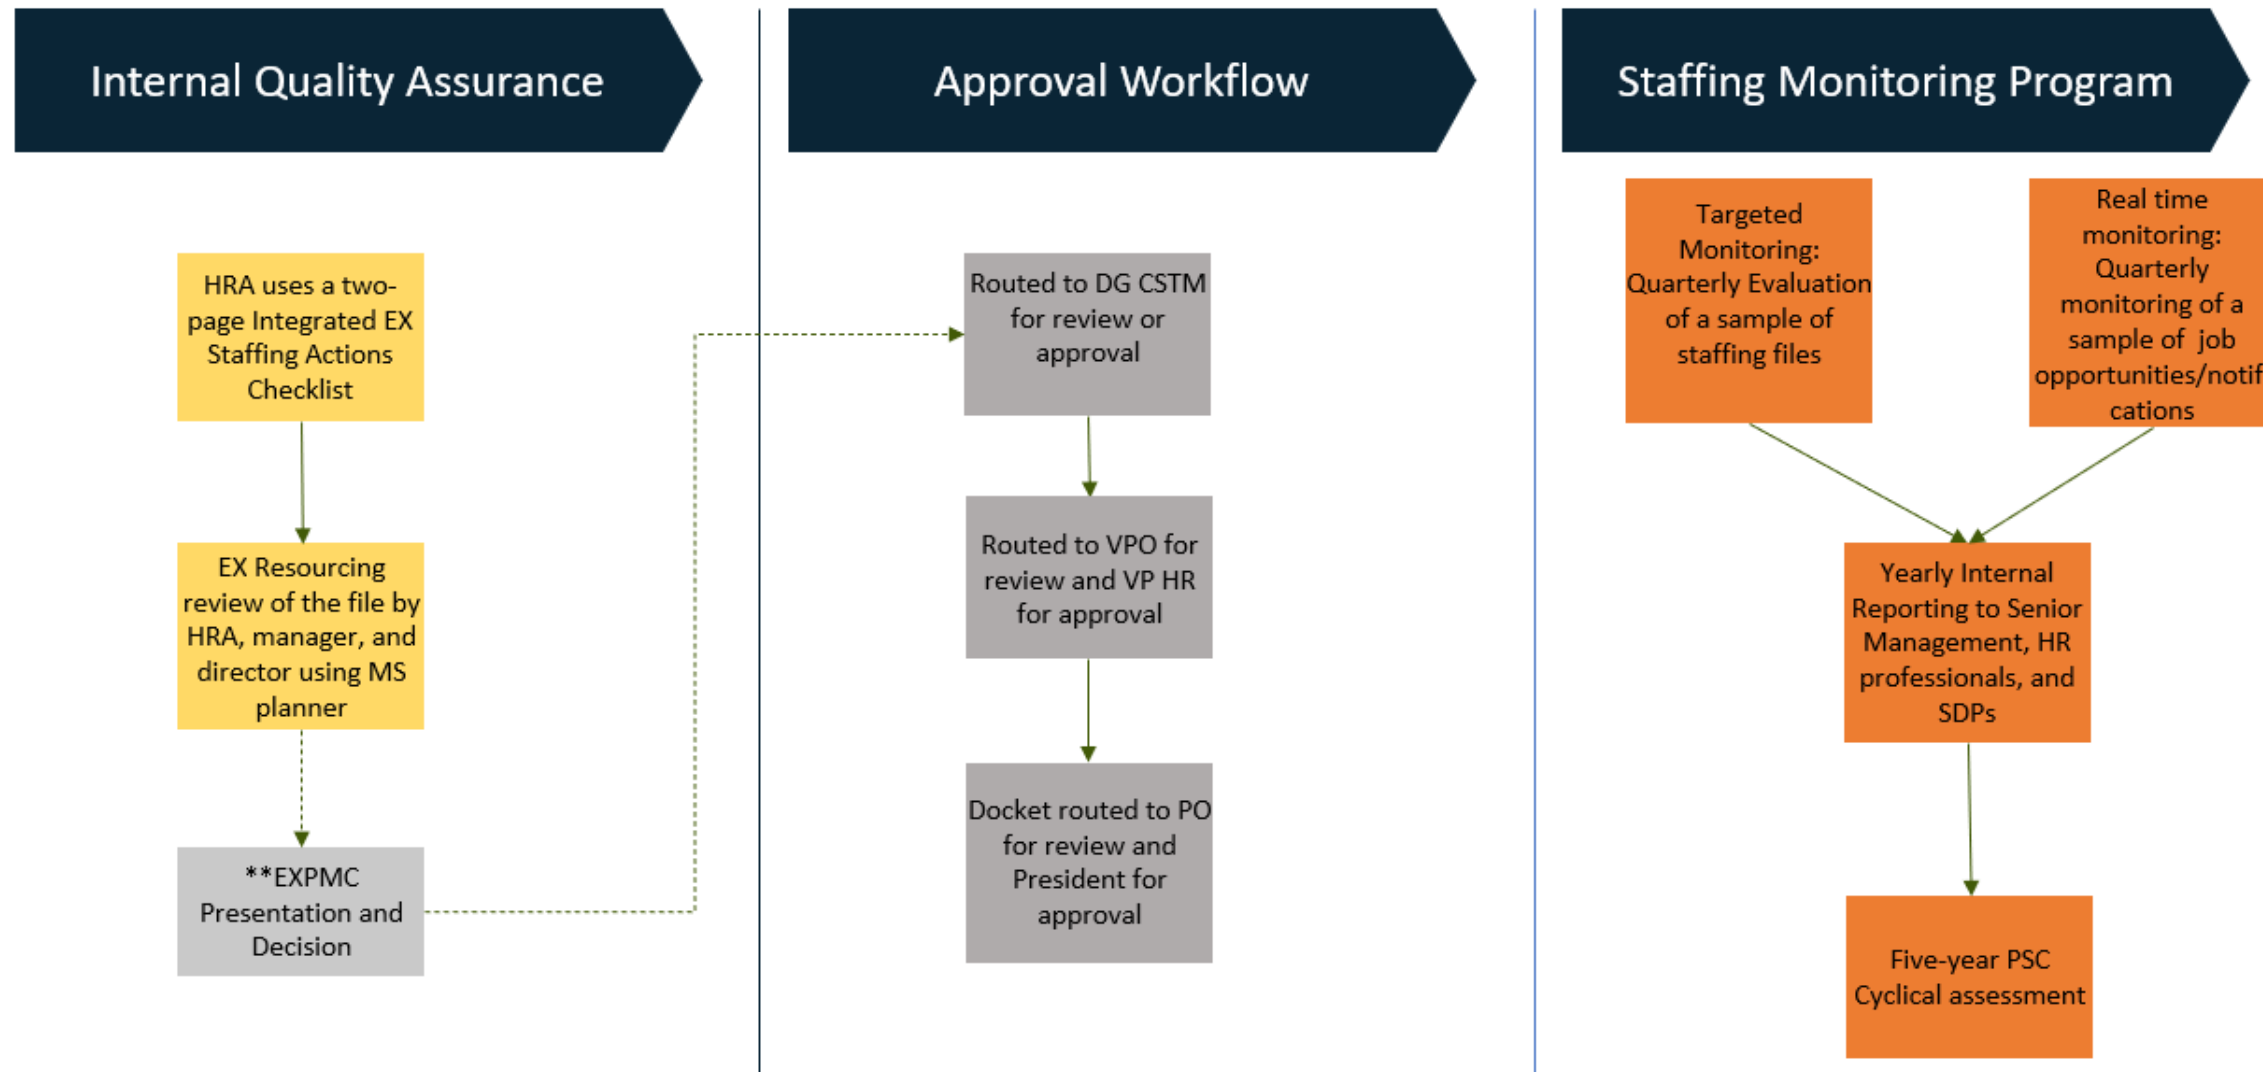 Internal Quality Assurance
Approval Workflow
Staffing Monitoring Program
HRA uses a two-
page Integrated EX
Staffing Actions
Checklist
EX Resourcing
review of the file by
HRA, manager, and
director using MS
planner
**EXPMC
Presentation and
Decision
Routed to DG CSTM
for review or
approval
Routed to VPO for
review and VP HR
for approval
Docket routed to PO
for review and
President for
approval
Targeted
Monitoring:
Quarterly Evaluation
of a sample of
staffing files
Real time
monitoring:
Quarterly
monitoring of a
sample of  job
opportunities/notif
cations
Yearly Internal
Reporting to Senior
Management, HR
professionals, and
SDPs
Five-year PSC
Cyclical assessment